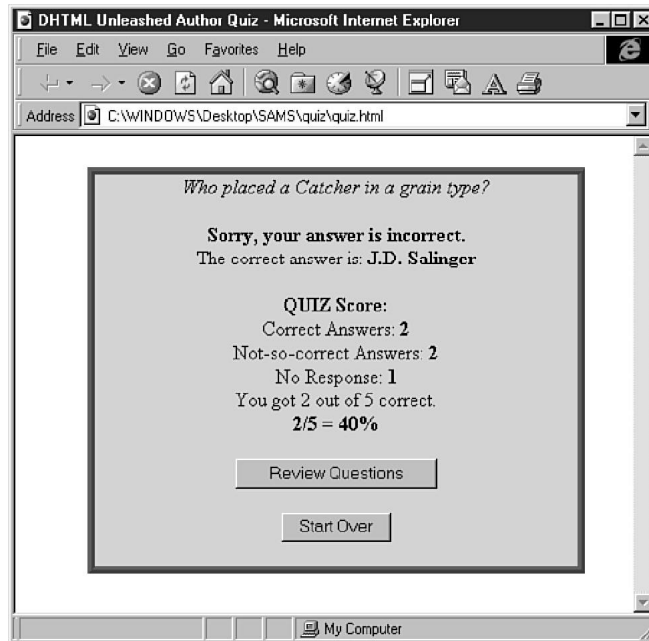 DHTML Unleashed Author Quiz - Microsoft Internet Explorer
File Edit View Go Favorites Help
Address C:\WINDOWS\Desktop\SAMS\quiz\quiz.html
Who placed a Catcher in a grain type?
Sorry, your answer is incorrect.
The correct answer is: J.D. Salinger
QUIZ Score:
Correct Answers: 2
Not-so-correct Answers: 2
No Response: 1
You got 2 out of 5 correct.
2/5 = 40%
Review Questions
Start Over
My Computer